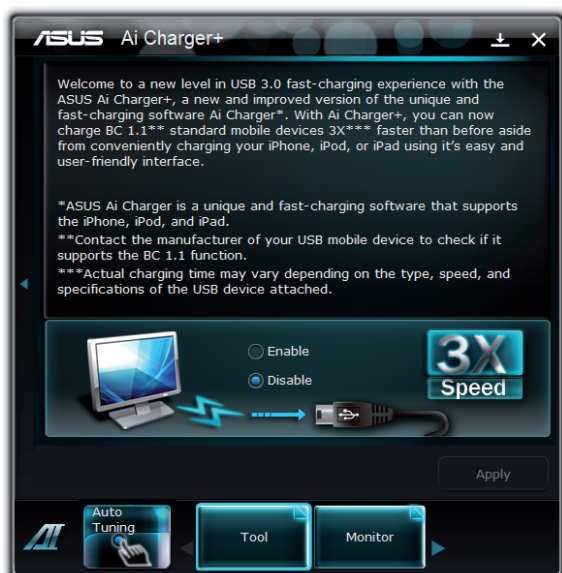 ASUS Ai Charger+
Welcome to a new level in USB 3.0 fast-charging experience with the
ASUS Ai Charger+, a new and improved version of the unique and
fast-charging software Ai Charger*. With Ai Charger+, you can now
charge BC 1.1** standard mobile devices 3X*** faster than before aside
from conveniently charging your iPhone, iPod, or iPad using it's easy and
user-friendly interface.
*ASUS Ai Charger is a unique and fast-charging software that supports
the iPhone, iPod, and iPad.
**Contact the manufacturer of your USB mobile device to check if it
supports the BC 1.1 function.
***Actual charging time may vary depending on the type, speed, and
specifications of the USB device attached.
Enable
Disable
3X
Speed
Apply
AI
Auto
Tuning
Tool
Monitor